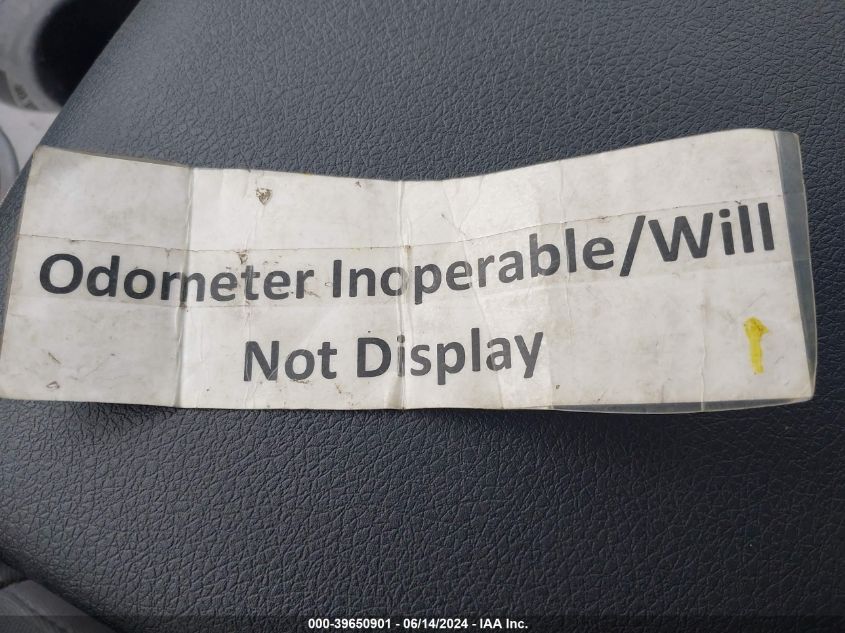 Odometer Inoperable/Will
Not Display
000-39650901 - 06/14/2024 - IAA Inc.